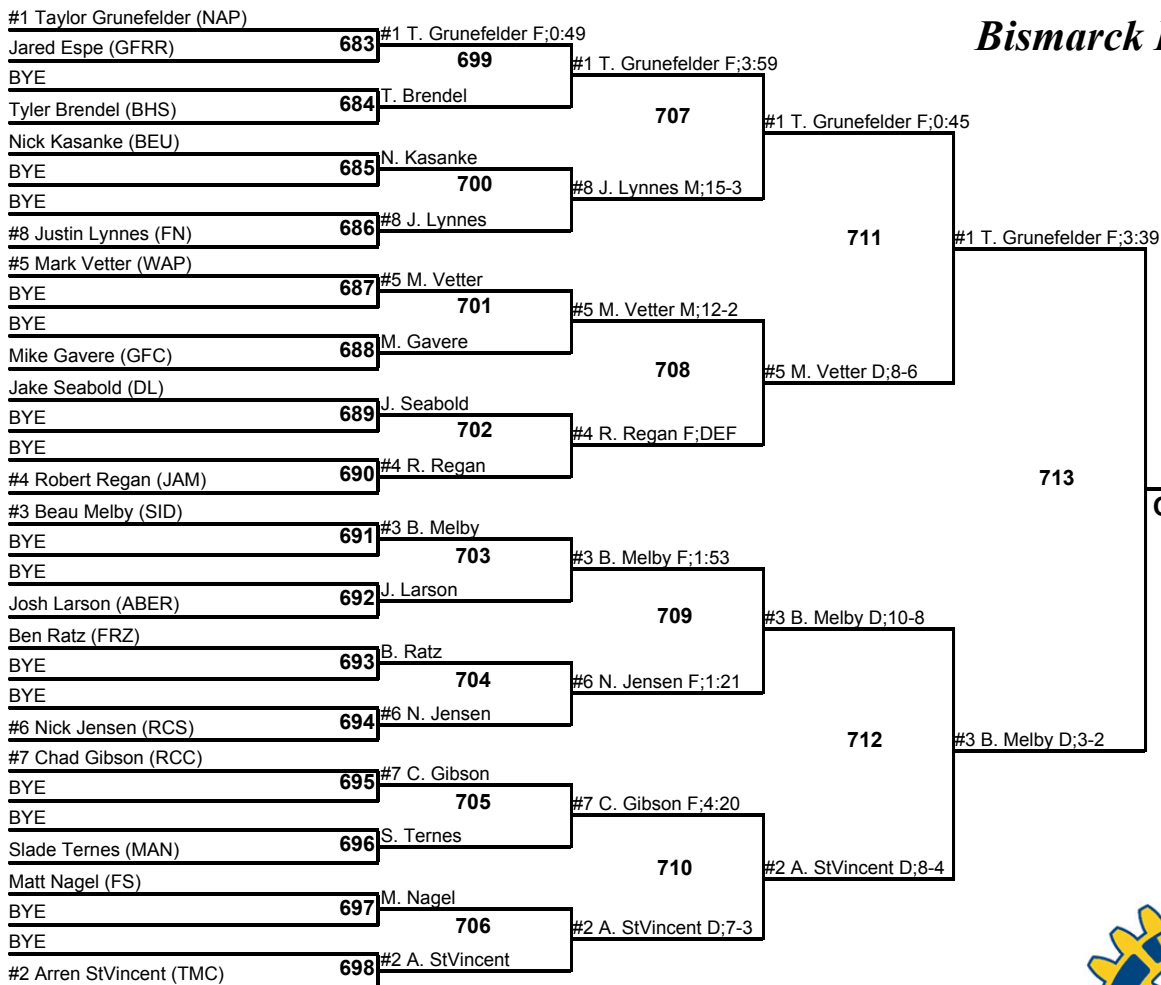 Bismarck
#1 Taylor Grunefelder (NAP)
Jared Espe (GFRR)
BYE
Tyler Brendel (BHS)
Nick Kasanke (BEU)
BYE
BYE
#8 Justin Lynnes (FN)
#5 Mark Vetter (WAP)
BYE
BYE
Mike Gavere (GFC)
Jake Seabold (DL)
BYE
BYE
#4 Robert Regan (JAM)
#3 Beau Melby (SID)
BYE
BYE
Josh Larson (ABER)
Ben Ratz (FRZ)
BYE
BYE
#6 Nick Jensen (RCS)
#7 Chad Gibson (RCC)
BYE
BYE
Slade Ternes (MAN)
Matt Nagel (FS)
BYE
BYE
#2 Arren StVincent (TMC)
683
684
685
686
687
688
689
690
691
692
693
694
695
696
697
698
#1 T. Grunefelder F;0:49
699
T. Brendel
N. Kasanke
700
#8 J. Lynnes
#5 M. Vetter
701
M. Gavere
J. Seabold
702
#4 R. Regan
#3 B. Melby
703
J. Larson
B. Ratz
704
#6 N. Jensen
#7 C. Gibson
705
S. Ternes
M. Nagel
706
#2 A. StVincent
#1 T. Grunefelder F;3:59
707
#8 J. Lynnes M;15-3
#5 M. Vetter M;12-2
708
#4 R. Regan F;DEF
#3 B. Melby F;1:53
709
#6 N. Jensen F;1:21
#7 C. Gibson F;4:20
710
#2 A. StVincent D;7-3
#1 T. Grunefelder F;0:45
711
#5 M. Vetter D;8-6
#3 B. Melby D;10-8
712
#2 A. StVincent D;8-4
#1 T. Grunefelder F;3:39
713
#3 B. Melby D;3-2